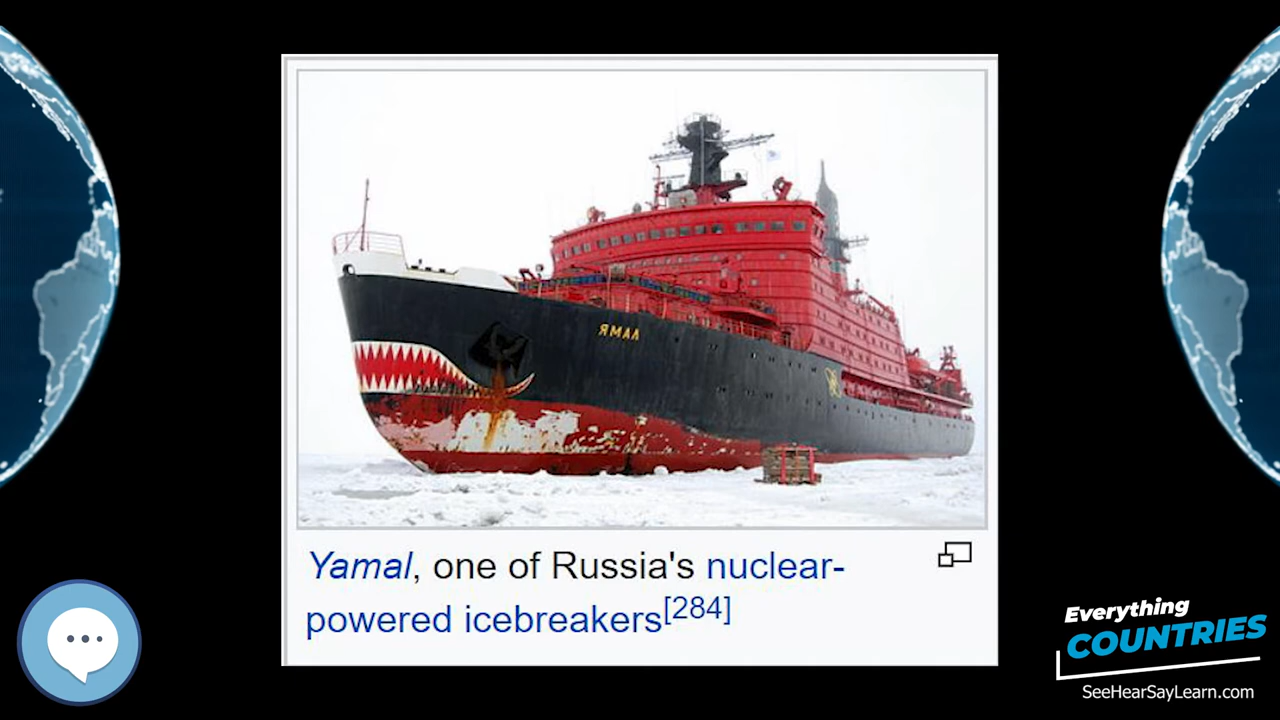 ЯМАЛ
Yamal, one of Russia's nuclear-
powered icebreakers[284]
Everything
COUNTRIES
SeeHearSayLearn.com